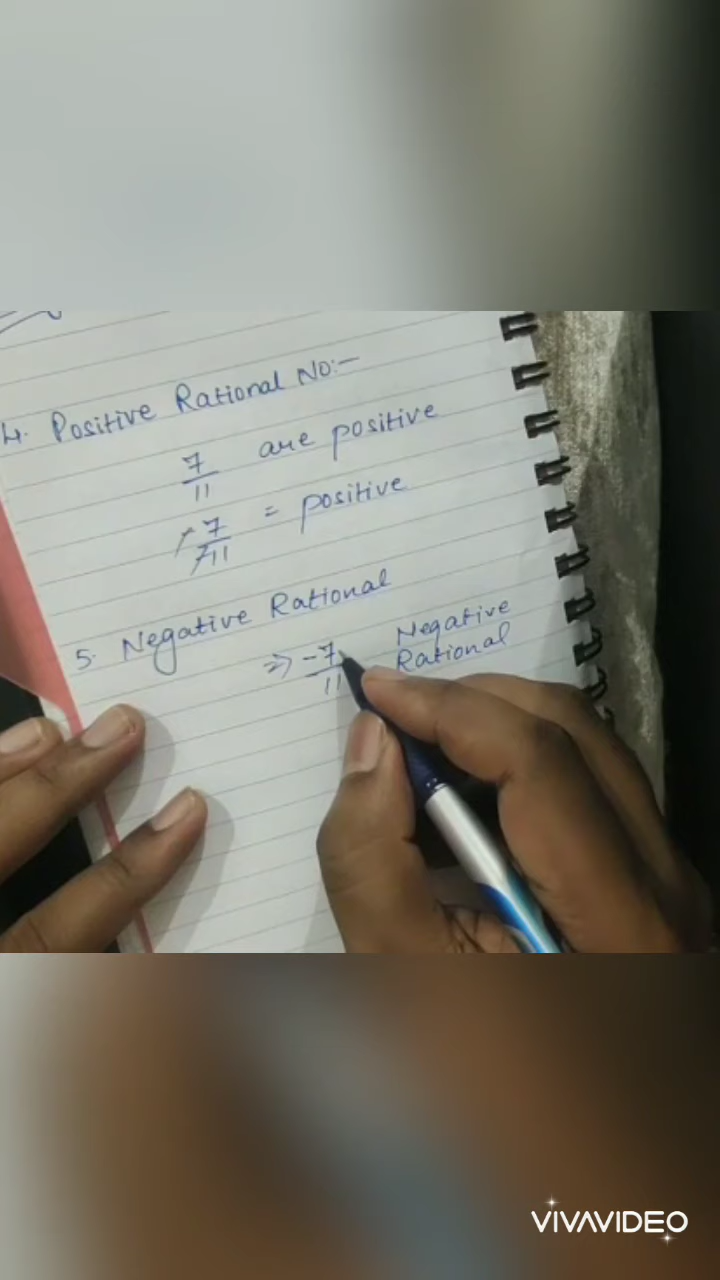 4. Positive Rational No:-
7/11 are positive
-7/-11 = positive
5. Negative Rational
⇒ -7/11 Negative Rational
VIVAVIDEO